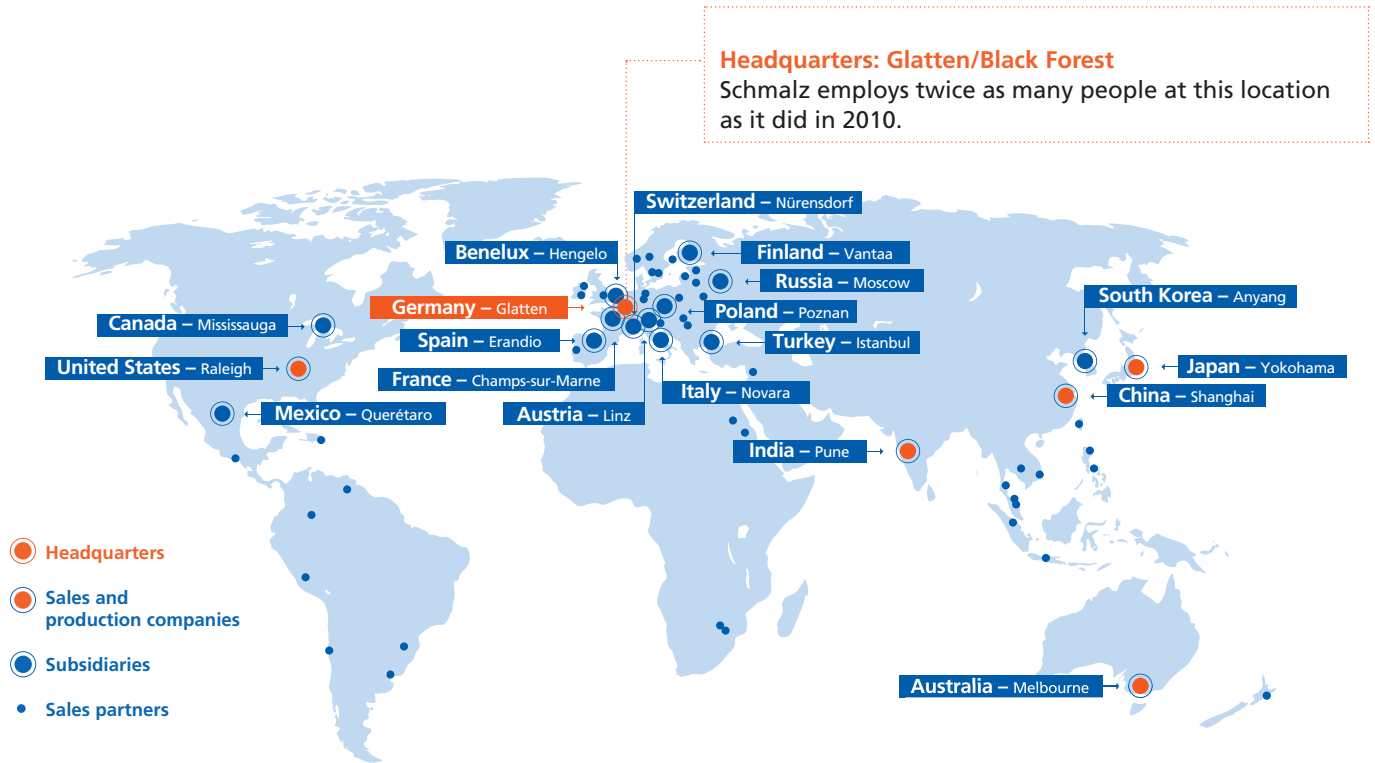 Headquarters: Glatten/Black Forest
Schmalz employs twice as many people at this location
as it did in 2010.
Switzerland – Nürensdorf
Benelux – Hengelo
Finland – Vantaa
Russia – Moscow
Germany – Glatten
South Korea – Anyang
Poland – Poznan
Canada – Mississauga
Spain – Erandio
Turkey – Istanbul
United States – Raleigh
Japan – Yokohama
France – Champs-sur-Marne
Italy – Novara
China – Shanghai
Mexico – Querétaro
Austria – Linz
India – Pune
Headquarters
Sales and
production companies
Subsidiaries
Sales partners
Australia – Melbourne